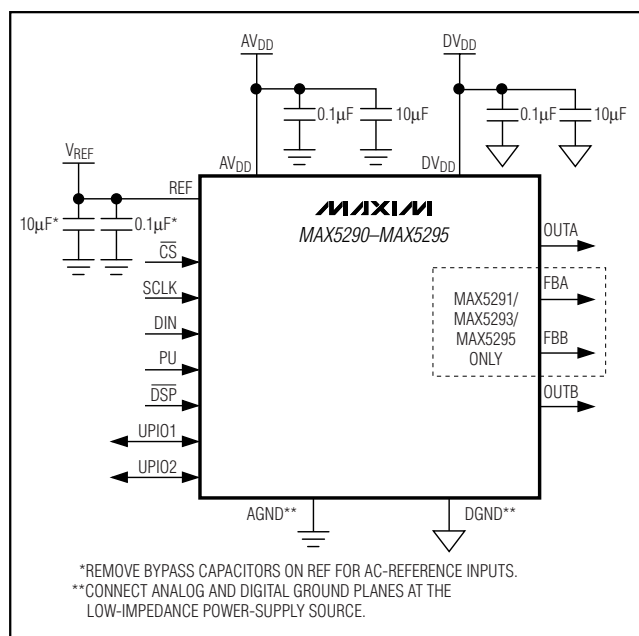 AVDD DVDD
0.1µF 10µF 0.1µF 10µF
VREF
AVDD DVDD
REF
10µF* 0.1µF*
MAXIM
MAX5290–MAX5295
CS
SCLK
DIN
PU
DSP
UPIO1
UPIO2
OUTA
FBA
MAX5291/
MAX5293/
MAX5295
ONLY
FBB
OUTB
AGND** DGND**
*REMOVE BYPASS CAPACITORS ON REF FOR AC-REFERENCE INPUTS.
**CONNECT ANALOG AND DIGITAL GROUND PLANES AT THE
LOW-IMPEDANCE POWER-SUPPLY SOURCE.